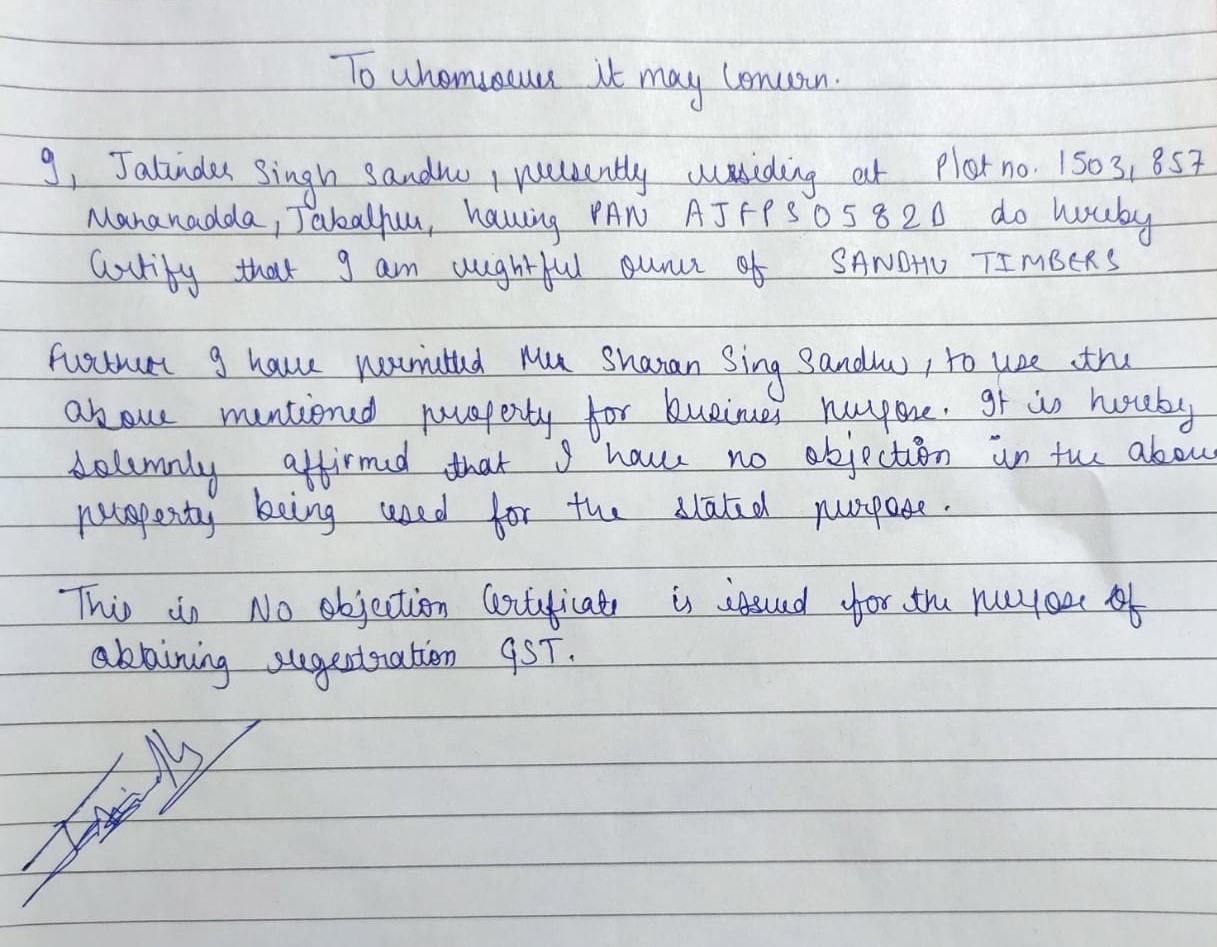 To whomsoever it may concern.
I, Jatinder Singh Sandhu, presently residing at Plot no. 1503, 857
Mananadda, Jabalpur, having PAN AJFPS0582D do hereby
certify that I am rightful owner of SANDHU TIMBERS
Further I have permitted Mr Sharan Sing Sandhu, to use the
above mentioned property for business purpose. It is hereby
solemnly affirmed that I have no objection in the above
property being used for the stated purpose.
This is No Objection Certificate is issued for the purpose of
obtaining regestration GST.